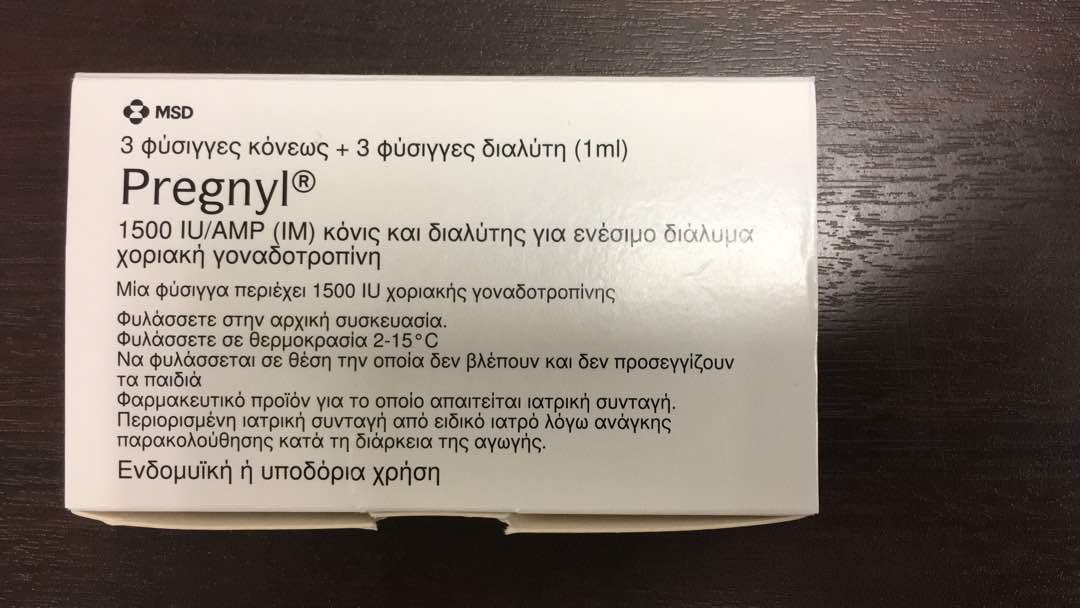 MSD
3 φύσιγγες κόνεως + 3 φύσιγγες διαλύτη (1ml)
Pregnyl®
1500 IU/AMP (IM) κόνις και διαλύτης για ενέσιμο διάλυμα
χοριακή γοναδοτροπίνη
Μία φύσιγγα περιέχει 1500 IU χοριακής γοναδοτροπίνης
Φυλάσσετε στην αρχική συσκευασία.
Φυλάσσετε σε θερμοκρασία 2-15°C
Να φυλάσσεται σε θέση την οποία δεν βλέπουν και δεν προσεγγίζουν
τα παιδιά
Φαρμακευτικό προϊόν για το οποίο απαιτείται ιατρική συνταγή.
Περιορισμένη ιατρική συνταγή από ειδικό ιατρό λόγω ανάγκης
παρακολούθησης κατά τη διάρκεια της αγωγής.
Ενδομυϊκή ή υποδόρια χρήση